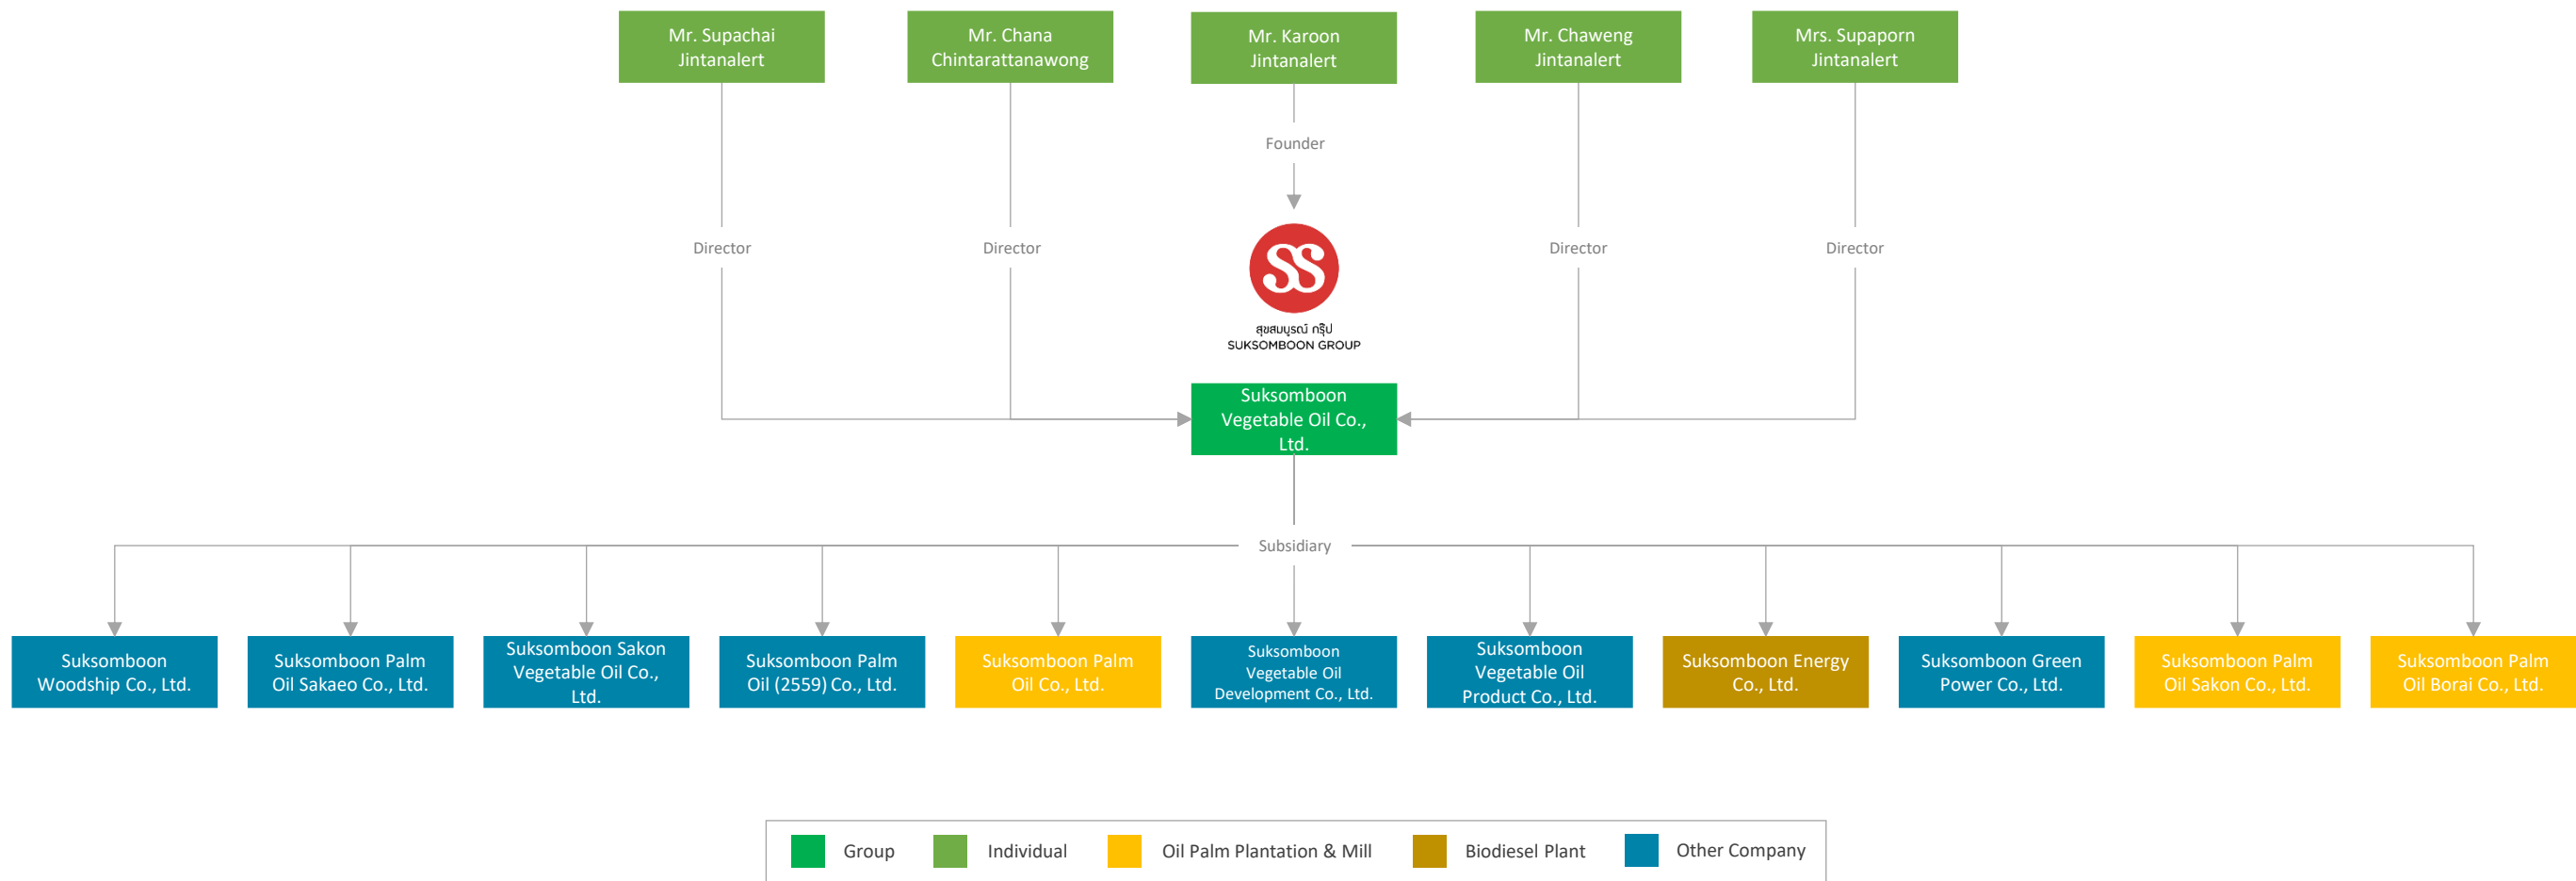 Mr. Supachai
Jintanalert
Mr. Chana
Chintarattanawong
Mr. Karoon
Jintanalert
Mr. Chaweng
Jintanalert
Mrs. Supaporn
Jintanalert
Founder
Director
Director
Director
Director
SS
สุขสมบูรณ์ กรุ๊ป
SUKSOMBOON GROUP
Suksomboon
Vegetable Oil Co.,
Ltd.
Subsidiary
Suksomboon
Woodship Co., Ltd.
Suksomboon Palm
Oil Sakaeo Co., Ltd.
Suksomboon Sakon
Vegetable Oil Co.,
Ltd.
Suksomboon Palm
Oil (2559) Co., Ltd.
Suksomboon Palm
Oil Co., Ltd.
Suksomboon
Vegetable Oil
Development Co., Ltd.
Suksomboon
Vegetable Oil
Product Co., Ltd.
Suksomboon Energy
Co., Ltd.
Suksomboon Green
Power Co., Ltd.
Suksomboon Palm
Oil Sakon Co., Ltd.
Suksomboon Palm
Oil Borai Co., Ltd.
Group
Individual
Oil Palm Plantation & Mill
Biodiesel Plant
Other Company